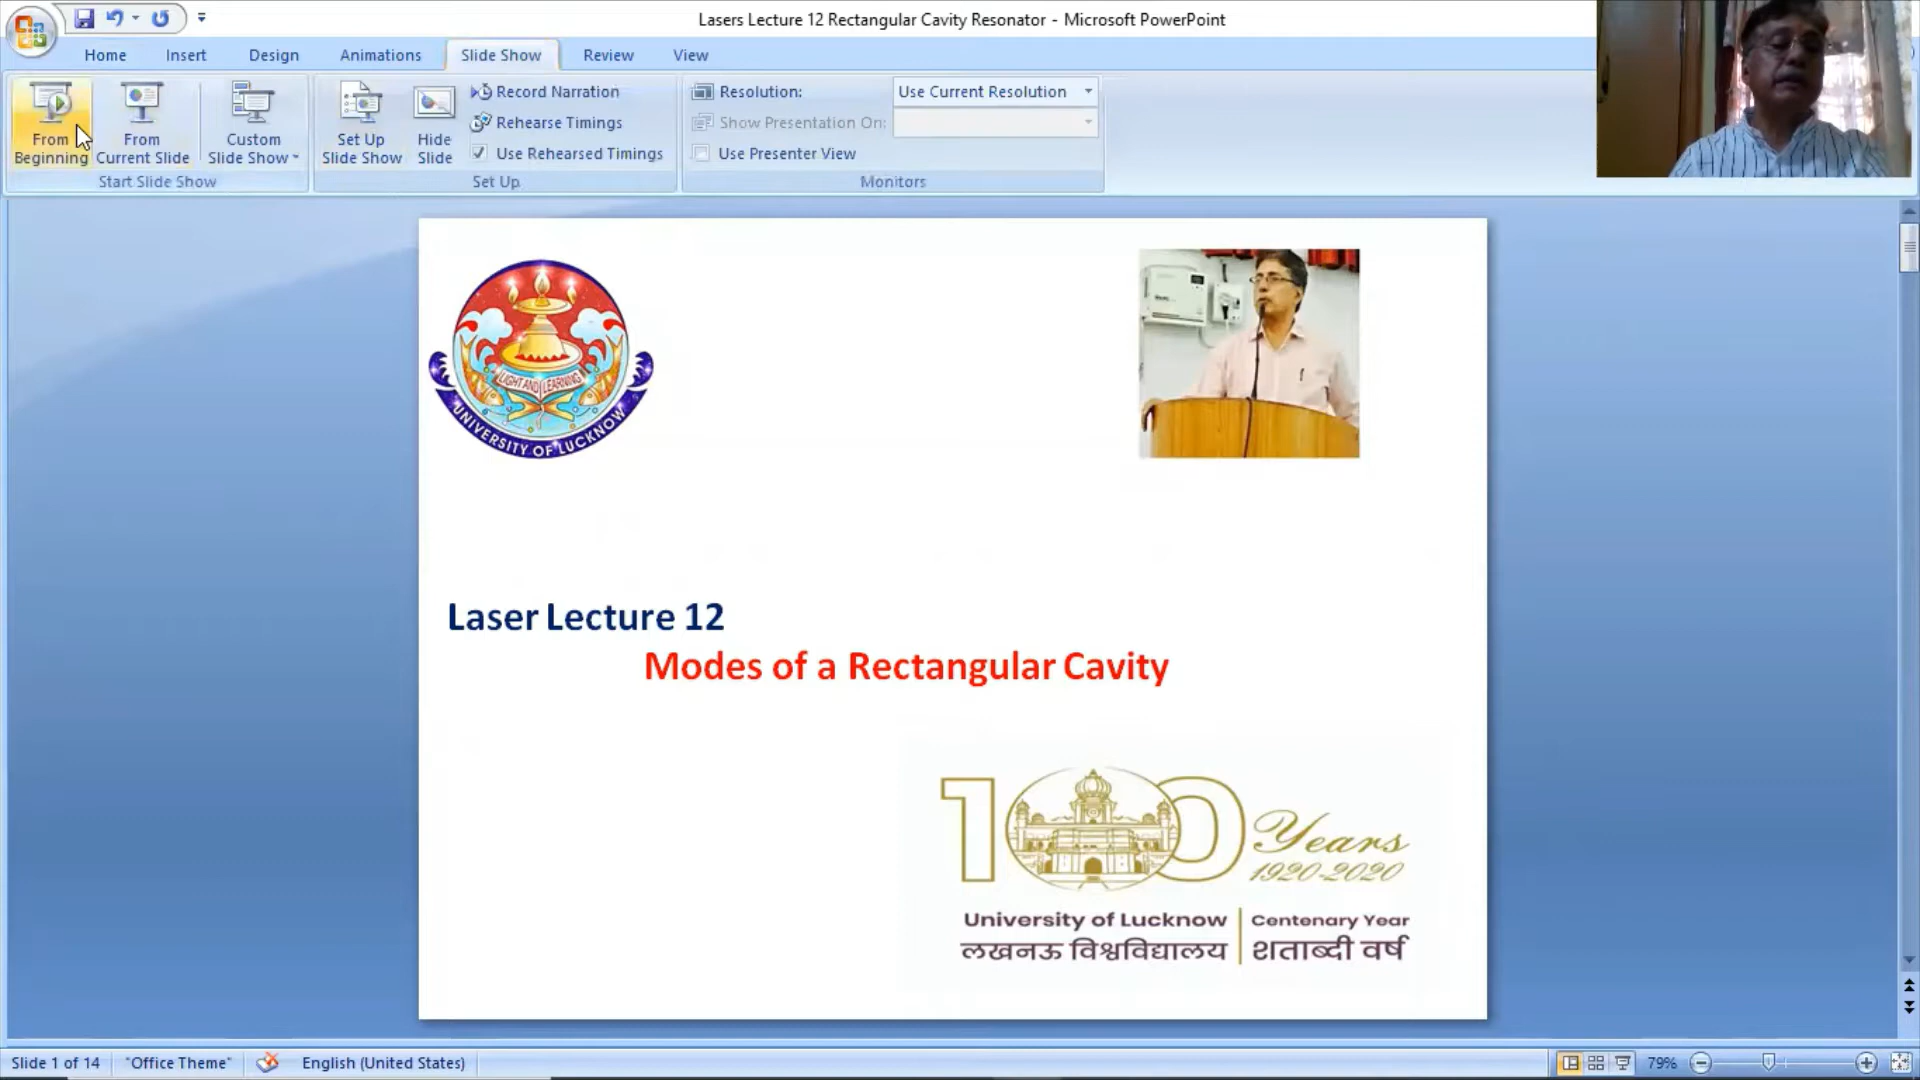 Lasers Lecture 12 Rectangular Cavity Resonator - Microsoft PowerPoint
Home Insert Design Animations Slide Show Review View
From Beginning
From Current Slide
Custom Slide Show
Start Slide Show
Set Up Slide Show
Hide Slide
Record Narration
Rehearse Timings
Use Rehearsed Timings
Set Up
Resolution: Use Current Resolution
Show Presentation On:
Use Presenter View
Monitors
LIGHT AND LEARNING
UNIVERSITY OF LUCKNOW
Laser Lecture 12
Modes of a Rectangular Cavity
100 Years
1920-2020
University of Lucknow Centenary Year
लखनऊ विश्वविद्यालय शताब्दी वर्ष
Slide 1 of 14 "Office Theme" English (United States) 79%